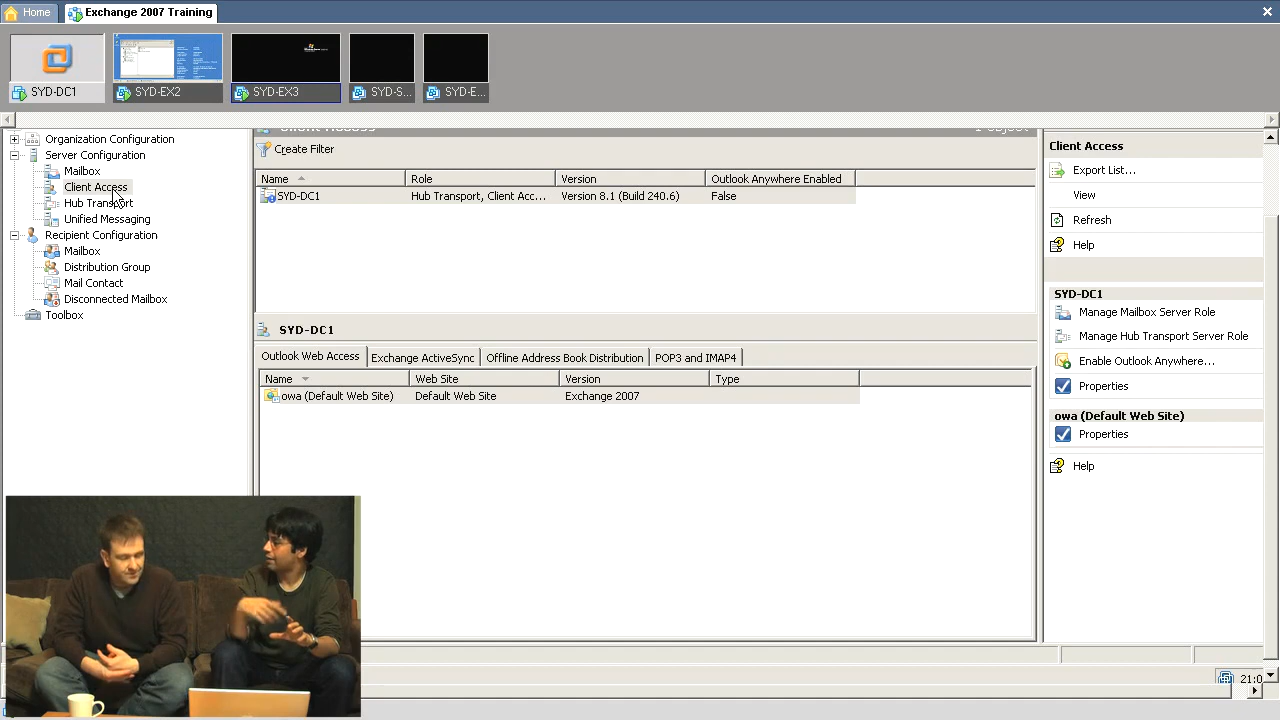 Home
Exchange 2007 Training
SYD-DC1
SYD-EX2
SYD-EX3
SYD-S...
SYD-E...
Organization Configuration
Server Configuration
Mailbox
Client Access
Hub Transport
Unified Messaging
Recipient Configuration
Mailbox
Distribution Group
Mail Contact
Disconnected Mailbox
Toolbox
Client Access 1 Object
Create Filter
Name Role Version Outlook Anywhere Enabled
SYD-DC1 Hub Transport, Client Acc... Version 8.1 (Build 240.6) False
SYD-DC1
Outlook Web Access Exchange ActiveSync Offline Address Book Distribution POP3 and IMAP4
Name Web Site Version Type
owa (Default Web Site) Default Web Site Exchange 2007
Client Access
Export List...
View
Refresh
Help
SYD-DC1
Manage Mailbox Server Role
Manage Hub Transport Server Role
Enable Outlook Anywhere...
Properties
owa (Default Web Site)
Properties
Help